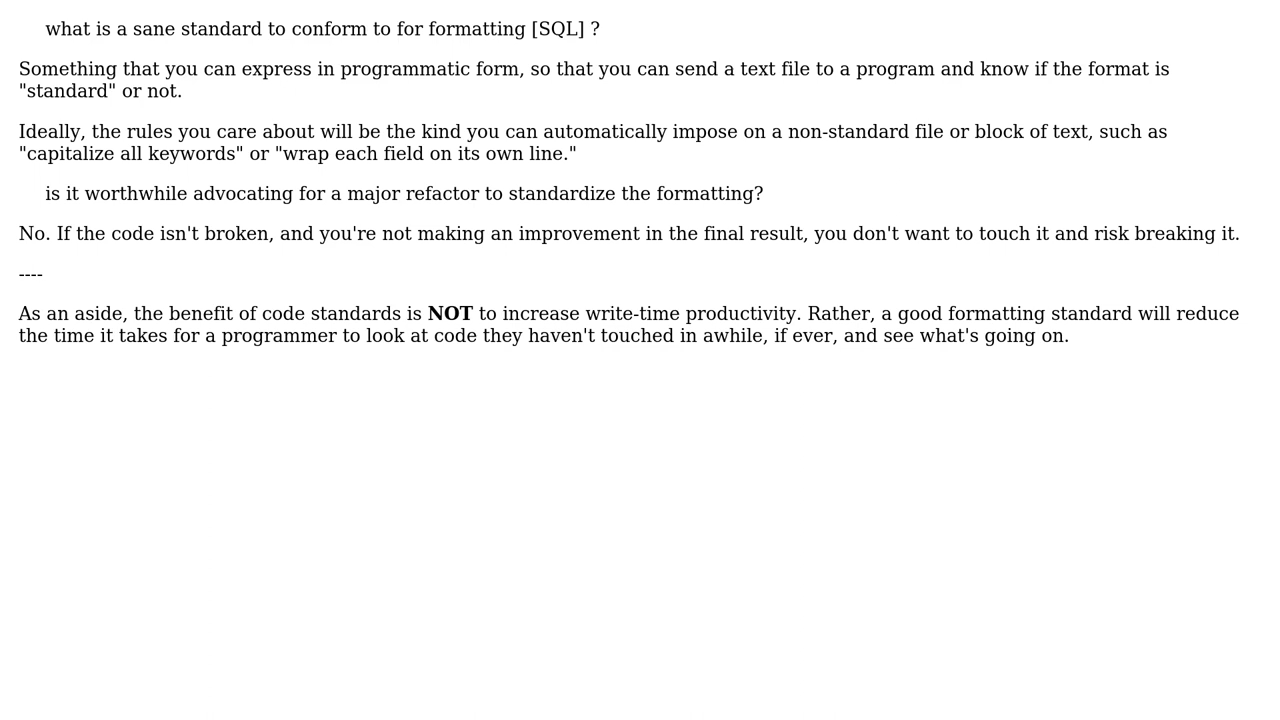 what is a sane standard to conform to for formatting [SQL] ?
Something that you can express in programmatic form, so that you can send a text file to a program and know if the format is
"standard" or not.
Ideally, the rules you care about will be the kind you can automatically impose on a non-standard file or block of text, such as
"capitalize all keywords" or "wrap each field on its own line."
is it worthwhile advocating for a major refactor to standardize the formatting?
No. If the code isn't broken, and you're not making an improvement in the final result, you don't want to touch it and risk breaking it.
----
As an aside, the benefit of code standards is NOT to increase write-time productivity. Rather, a good formatting standard will reduce
the time it takes for a programmer to look at code they haven't touched in awhile, if ever, and see what's going on.